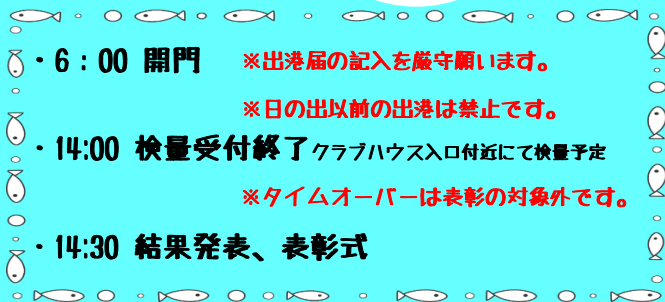 ・6：00 開門 ※出港届の記入を厳守願います。
※日の出以前の出港は禁止です。
・14:00 検量受付終了クラブハウス入口付近にて検量予定
※タイムオーバーは表彰の対象外です。
・14:30 結果発表、表彰式